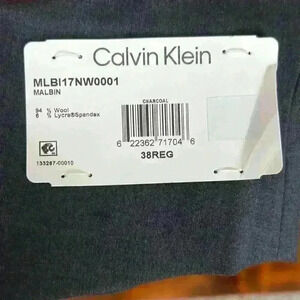 Calvin Klein
MLBI17NW0001
MALBIN
94 % Wool
6 % Lycra®Spandex
CHARCOAL
6 22362 71704 6
38REG
133267-00010